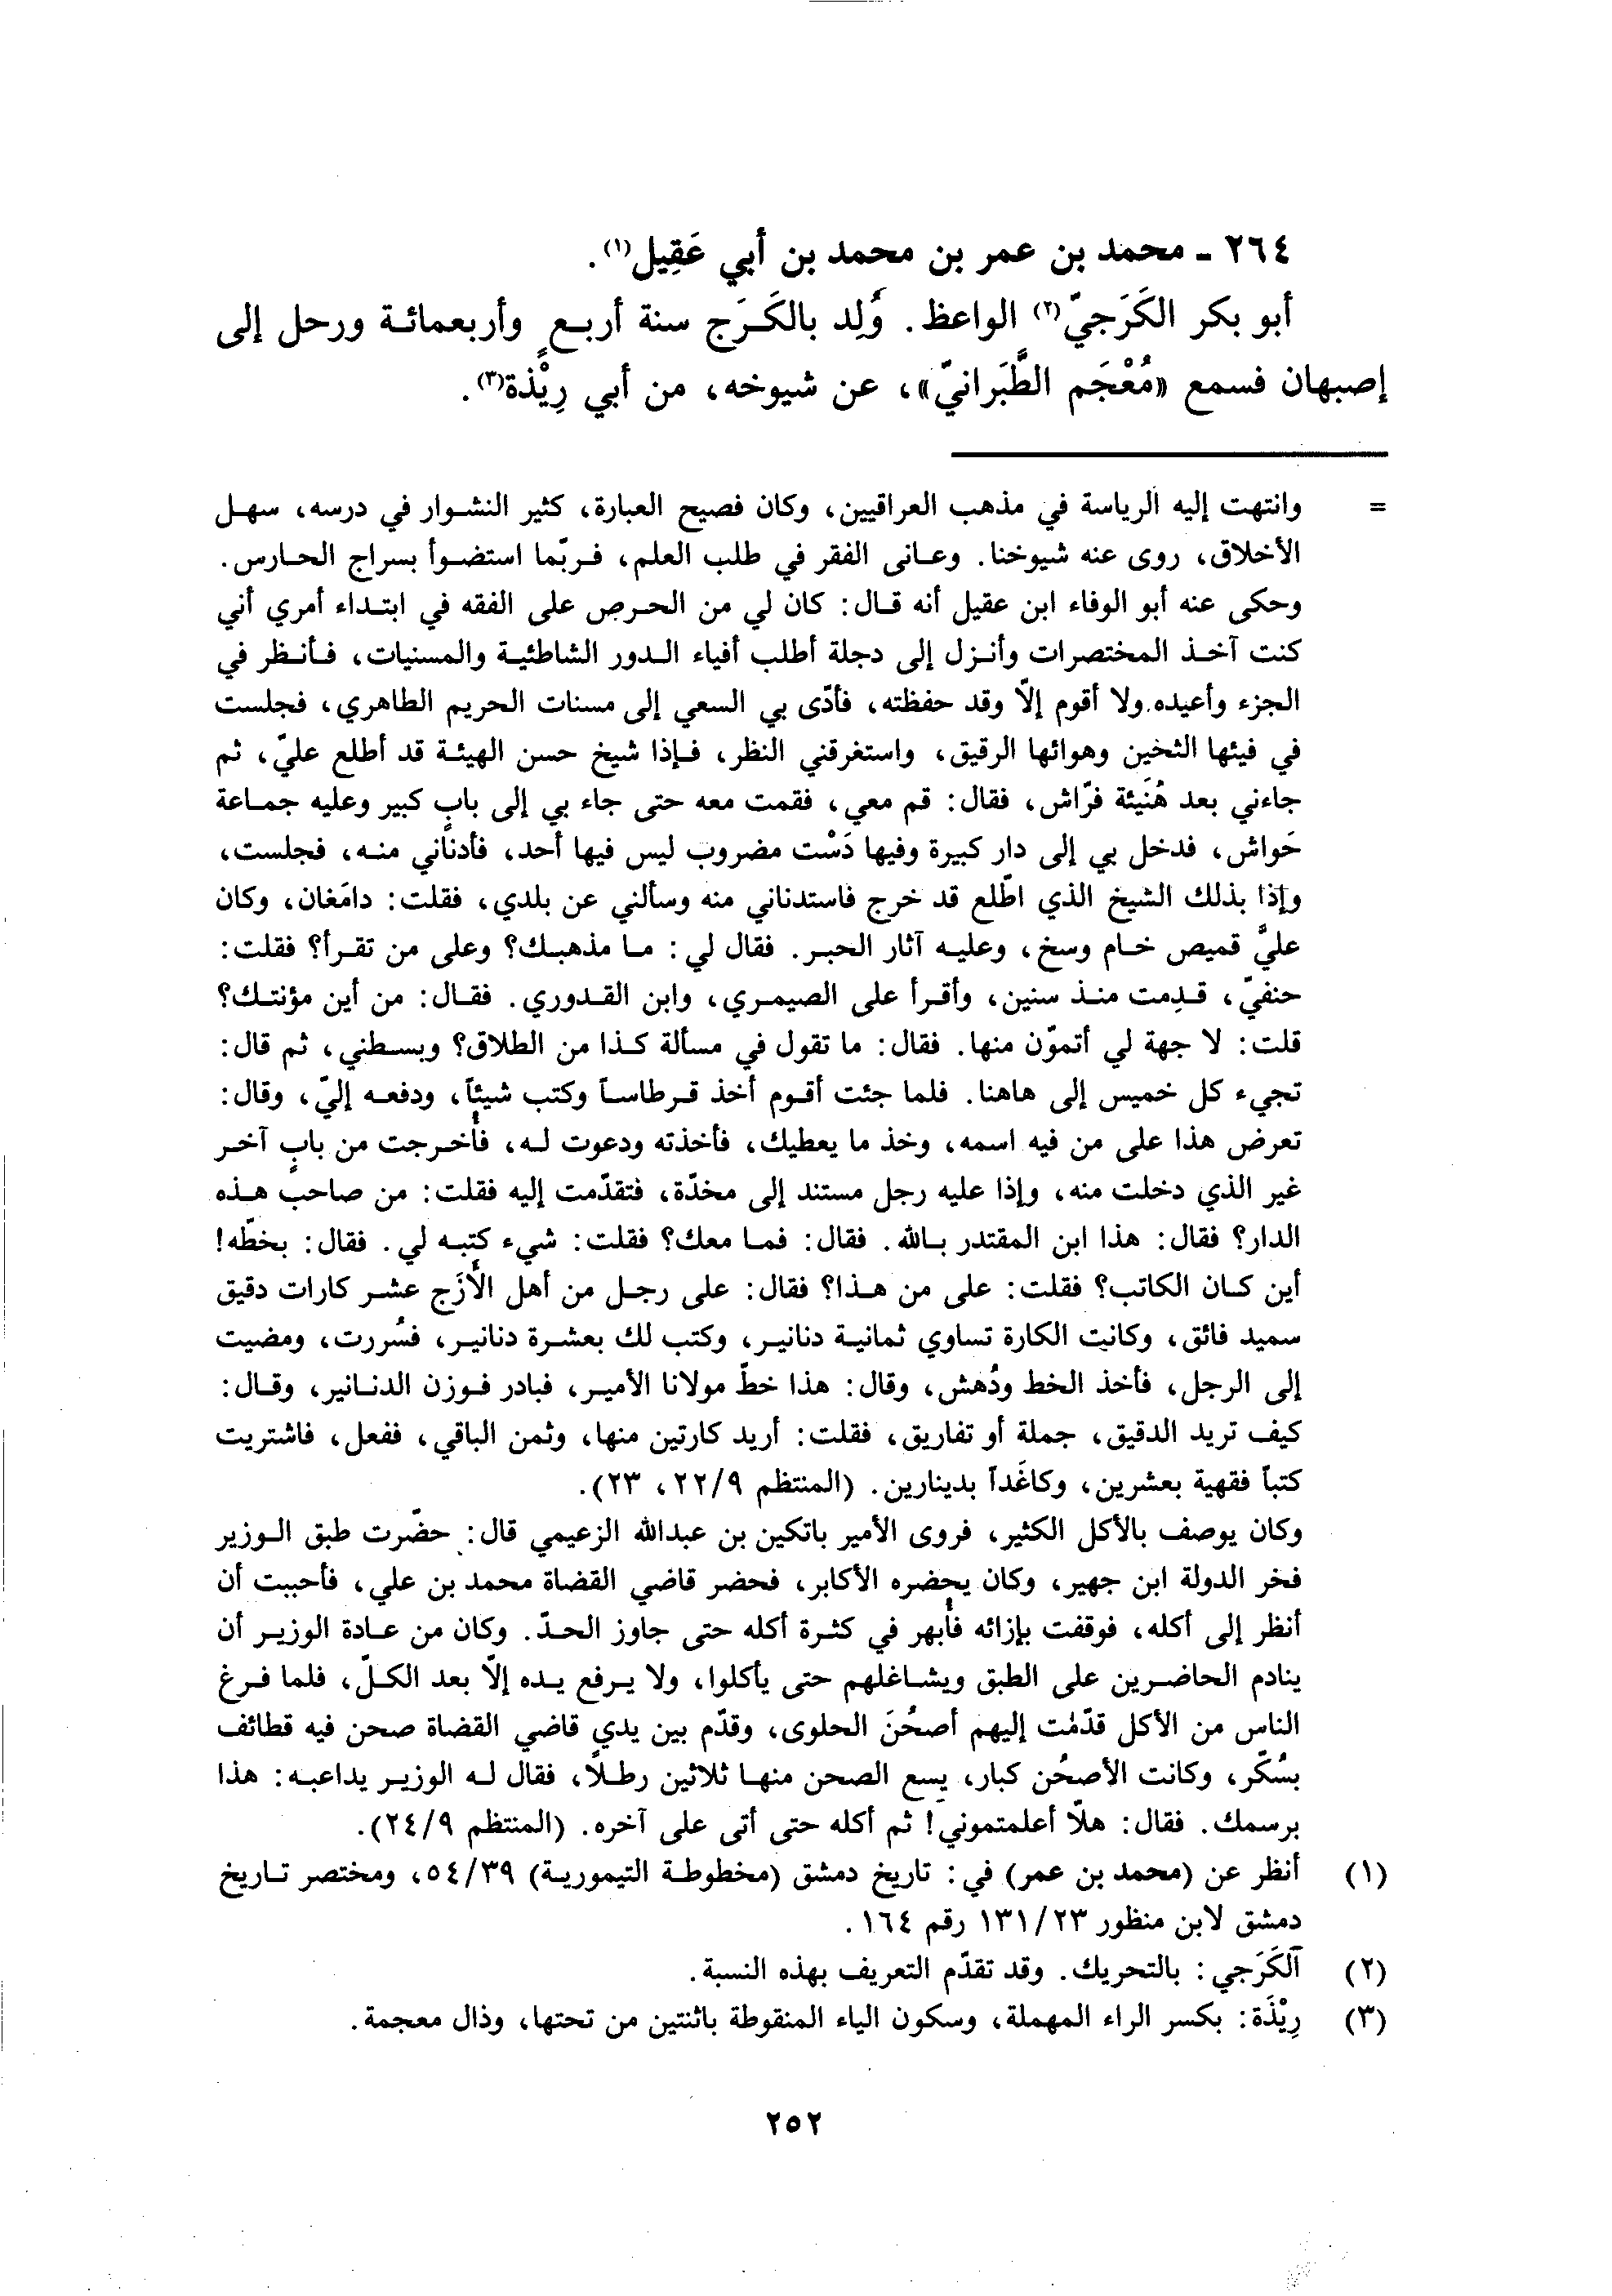 ٢٦٤ ـ محمد بن عمر بن محمد بن أبي عَقِيل(١).
أبو بكر الكَرَجيّ(٢) الواعظ. وُلِد بالكَرَج سنة أربعٍ وأربعمائة ورحل إلى
إصبهان فسمع «مُعْجَم الطَّبَرانيّ»، عن شيوخه، من أبي رِيْذة(٣).
= وانتهت إليه الرياسة في مذهب العراقيين، وكان فصيح العبارة، كثير النشوار في درسه، سهل
الأخلاق، روى عنه شيوخنا. وعانى الفقر في طلب العلم، فربّما استضوأ بسراج الحارس.
وحكى عنه أبو الوفاء ابن عقيل أنه قال: كان لي من الحرص على الفقه في ابتداء أمري أني
كنت آخذ المختصرات وأنزل إلى دجلة أطلب أفياء الدور الشاطئية والمسنيات، فأنظر في
الجزء وأعيده ولا أقوم إلّا وقد حفظته، فأدّى بي السعي إلى مسنات الحريم الطاهري، فجلست
في فيئها الثخين وهوائها الرقيق، واستغرقني النظر، فإذا شيخ حسن الهيئة قد أطلع عليّ، ثم
جاءني بعد هُنَيئة فرّاش، فقال: قم معي، فقمت معه حتى جاء بي إلى بابٍ كبير وعليه جماعة
حَواش، فدخل بي إلى دار كبيرة وفيها دَسْت مضروب ليس فيها أحد، فأدناني منه، فجلست،
وإذا بذلك الشيخ الذي اطّلع قد خرج فاستدناني منه وسألني عن بلدي، فقلت: دامَغان، وكان
عليَّ قميص خام وسخ، وعليه آثار الحبر. فقال لي: ما مذهبك؟ وعلى من تقرأ؟ فقلت:
حنفيّ، قدِمت منذ سنين، وأقرأ على الصيمري، وابن القدوري. فقال: من أين مؤنتك؟
قلت: لا جهة لي أتموّن منها. فقال: ما تقول في مسألة كذا من الطلاق؟ وبسطني، ثم قال:
تجيء كل خميس إلى هاهنا. فلما جئت أقوم أخذ قرطاساً وكتب شيئاً، ودفعه إليّ، وقال:
تعرض هذا على من فيه اسمه، وخذ ما يعطيك، فأخذته ودعوت له، فأُخرجت من بابٍ آخر
غير الذي دخلت منه، وإذا عليه رجل مستند إلى مخدّة، فتقدّمت إليه فقلت: من صاحب هذه
الدار؟ فقال: هذا ابن المقتدر بالله. فقال: فما معك؟ فقلت: شيء كتبه لي. فقال: بخطّه!
أين كان الكاتب؟ فقلت: على من هذا؟ فقال: على رجل من أهل الأَزَج عشر كارات دقيق
سميد فائق، وكانت الكارة تساوي ثمانية دنانير، وكتب لك بعشرة دنانير، فسُررت، ومضيت
إلى الرجل، فأخذ الخط ودُهش، وقال: هذا خطّ مولانا الأمير، فبادر فوزن الدنانير، وقال:
كيف تريد الدقيق، جملة أو تفاريق، فقلت: أريد كارتين منها، وثمن الباقي، ففعل، فاشتريت
كتباً فقهية بعشرين، وكاغَداً بدينارين. (المنتظم ٢٢/٩، ٢٣).
وكان يوصف بالأكل الكثير، فروى الأمير باتكين بن عبدالله الزعيمي قال: حضّرت طبق الوزير
فخر الدولة ابن جهير، وكان يحضره الأكابر، فحضر قاضي القضاة محمد بن علي، فأحببت أن
أنظر إلى أكله، فوقفت بإزائه فأُبهر في كثرة أكله حتى جاوز الحدّ. وكان من عادة الوزير أن
ينادم الحاضرين على الطبق ويشاغلهم حتى يأكلوا، ولا يرفع يده إلّا بعد الكلّ، فلما فرغ
الناس من الأكل قدّمْت إليهم أصحُنَ الحلوى، وقدّم بين يدي قاضي القضاة صحن فيه قطائف
بسُكّر، وكانت الأصحُن كبار، يسع الصحن منها ثلاثين رطلاً، فقال له الوزير يداعبه: هذا
برسمك. فقال: هلّا أعلمتموني! ثم أكله حتى أتى على آخره. (المنتظم ٢٤/٩).
(١) أنظر عن (محمد بن عمر) في: تاريخ دمشق (مخطوطة التيمورية) ٥٤/٣٩، ومختصر تاريخ
دمشق لابن منظور ١٣١/٢٣ رقم ١٦٤.
(٢) الكَرَجي: بالتحريك. وقد تقدّم التعريف بهذه النسبة.
(٣) رِيْذَة: بكسر الراء المهملة، وسكون الياء المنقوطة باثنتين من تحتها، وذال معجمة.
٢٥٢